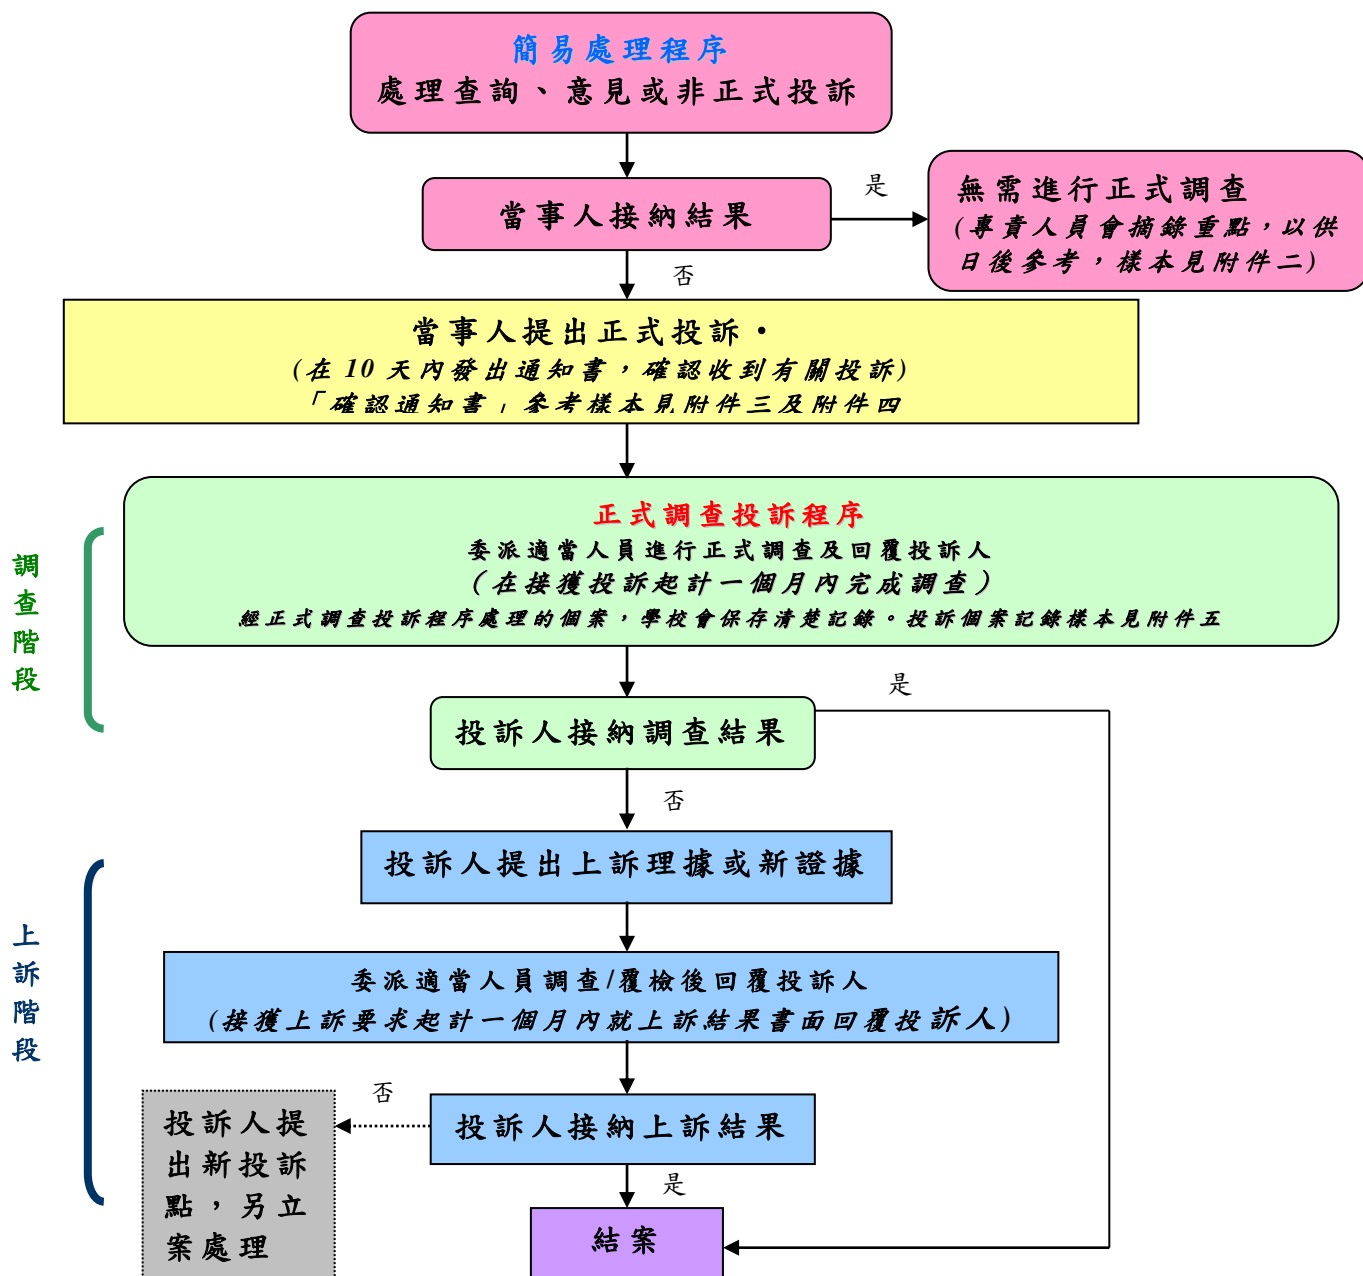 簡易處理程序
處理查詢、意見或非正式投訴
當事人接納結果
是
無需進行正式調查
(專責人員會摘錄重點，以供
日後參考，樣本見附件二)
否
當事人提出正式投訴・
(在 10 天內發出通知書，確認收到有關投訴)
「確認通知書」參考樣本見附件三及附件四
調查階段
正式調查投訴程序
委派適當人員進行正式調查及回覆投訴人
（在接獲投訴起計一個月內完成調查）
經正式調查投訴程序處理的個案，學校會保存清楚記錄。投訴個案記錄樣本見附件五
是
投訴人接納調查結果
否
上訴階段
投訴人提出上訴理據或新證據
委派適當人員調查/覆檢後回覆投訴人
(接獲上訴要求起計一個月內就上訴結果書面回覆投訴人)
否
投訴人接納上訴結果
投訴人提
出新投訴
點，另立
案處理
是
結案